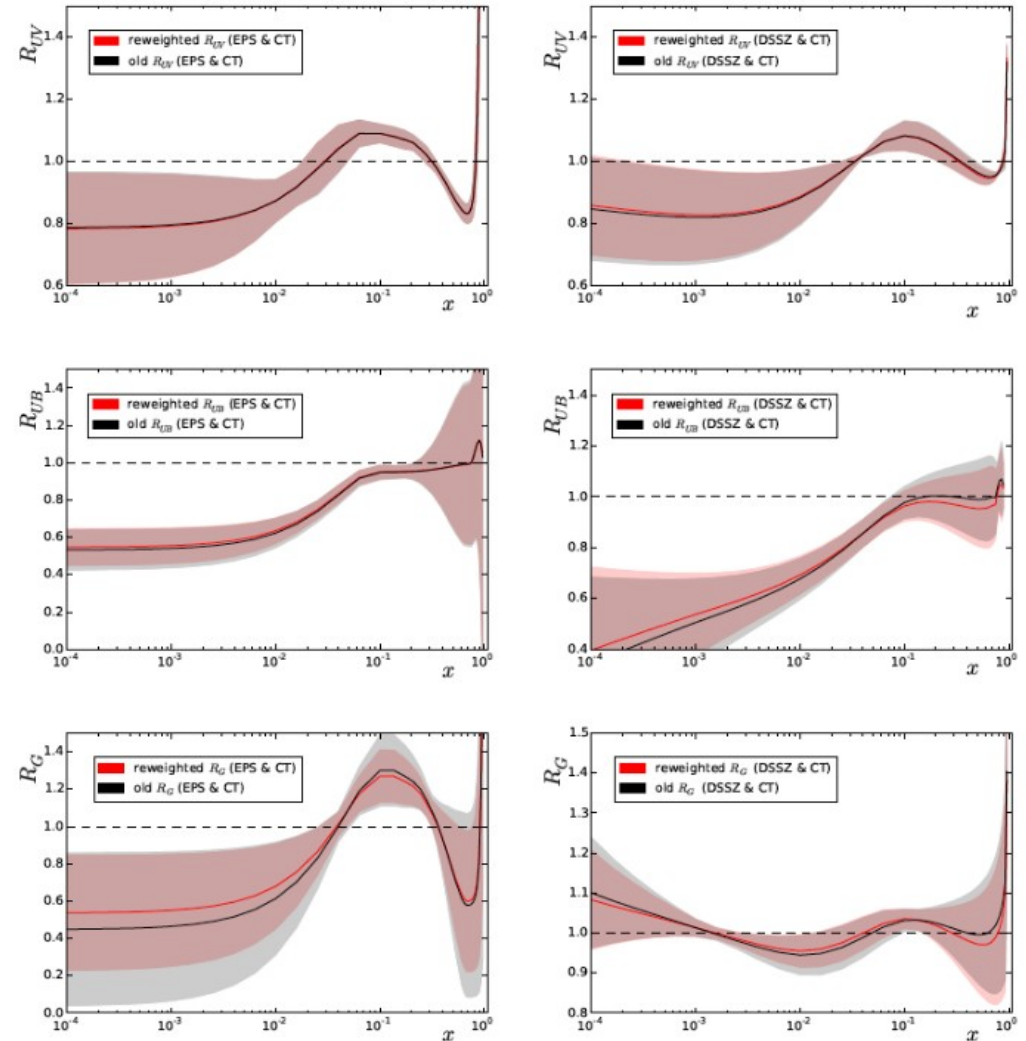 R_UV
1.4
1.2
1.0
0.8
0.6
reweighted R_UV (EPS & CT)
old R_UV (EPS & CT)
10^-4
10^-3
10^-2
10^-1
10^0
x
R_UV
1.4
1.2
1.0
0.8
0.6
reweighted R_UV (DSSZ & CT)
old R_UV (DSSZ & CT)
10^-4
10^-3
10^-2
10^-1
10^0
x
R_UB
1.4
1.2
1.0
0.8
0.6
0.4
0.2
0.0
reweighted R_UB (EPS & CT)
old R_UB (EPS & CT)
10^-4
10^-3
10^-2
10^-1
10^0
x
R_UB
1.4
1.2
1.0
0.8
0.6
0.4
reweighted R_UB (DSSZ & CT)
old R_UB (DSSZ & CT)
10^-4
10^-3
10^-2
10^-1
10^0
x
R_G
1.4
1.2
1.0
0.8
0.6
0.4
0.2
0.0
reweighted R_G (EPS & CT)
old R_G (EPS & CT)
10^-4
10^-3
10^-2
10^-1
10^0
x
R_G
1.5
1.4
1.3
1.2
1.1
1.0
0.9
0.8
reweighted R_G (DSSZ & CT)
old R_G (DSSZ & CT)
10^-4
10^-3
10^-2
10^-1
10^0
x